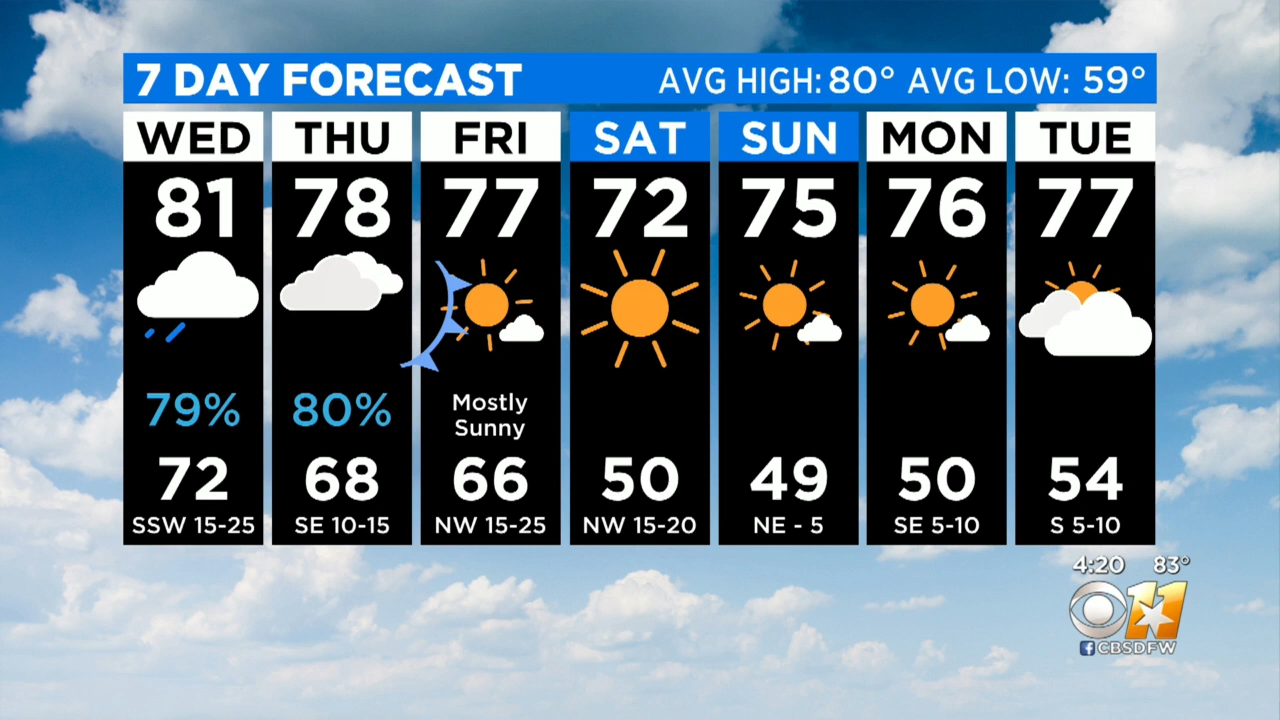 7 DAY FORECAST AVG HIGH: 80° AVG LOW: 59°
WED THU FRI SAT SUN MON TUE
81 78 77 72 75 76 77
79% 80% Mostly
Sunny
72 68 66 50 49 50 54
SSW 15-25 SE 10-15 NW 15-25 NW 15-20 NE - 5 SE 5-10 S 5-10
4:20 83°
11
f CBSDFW